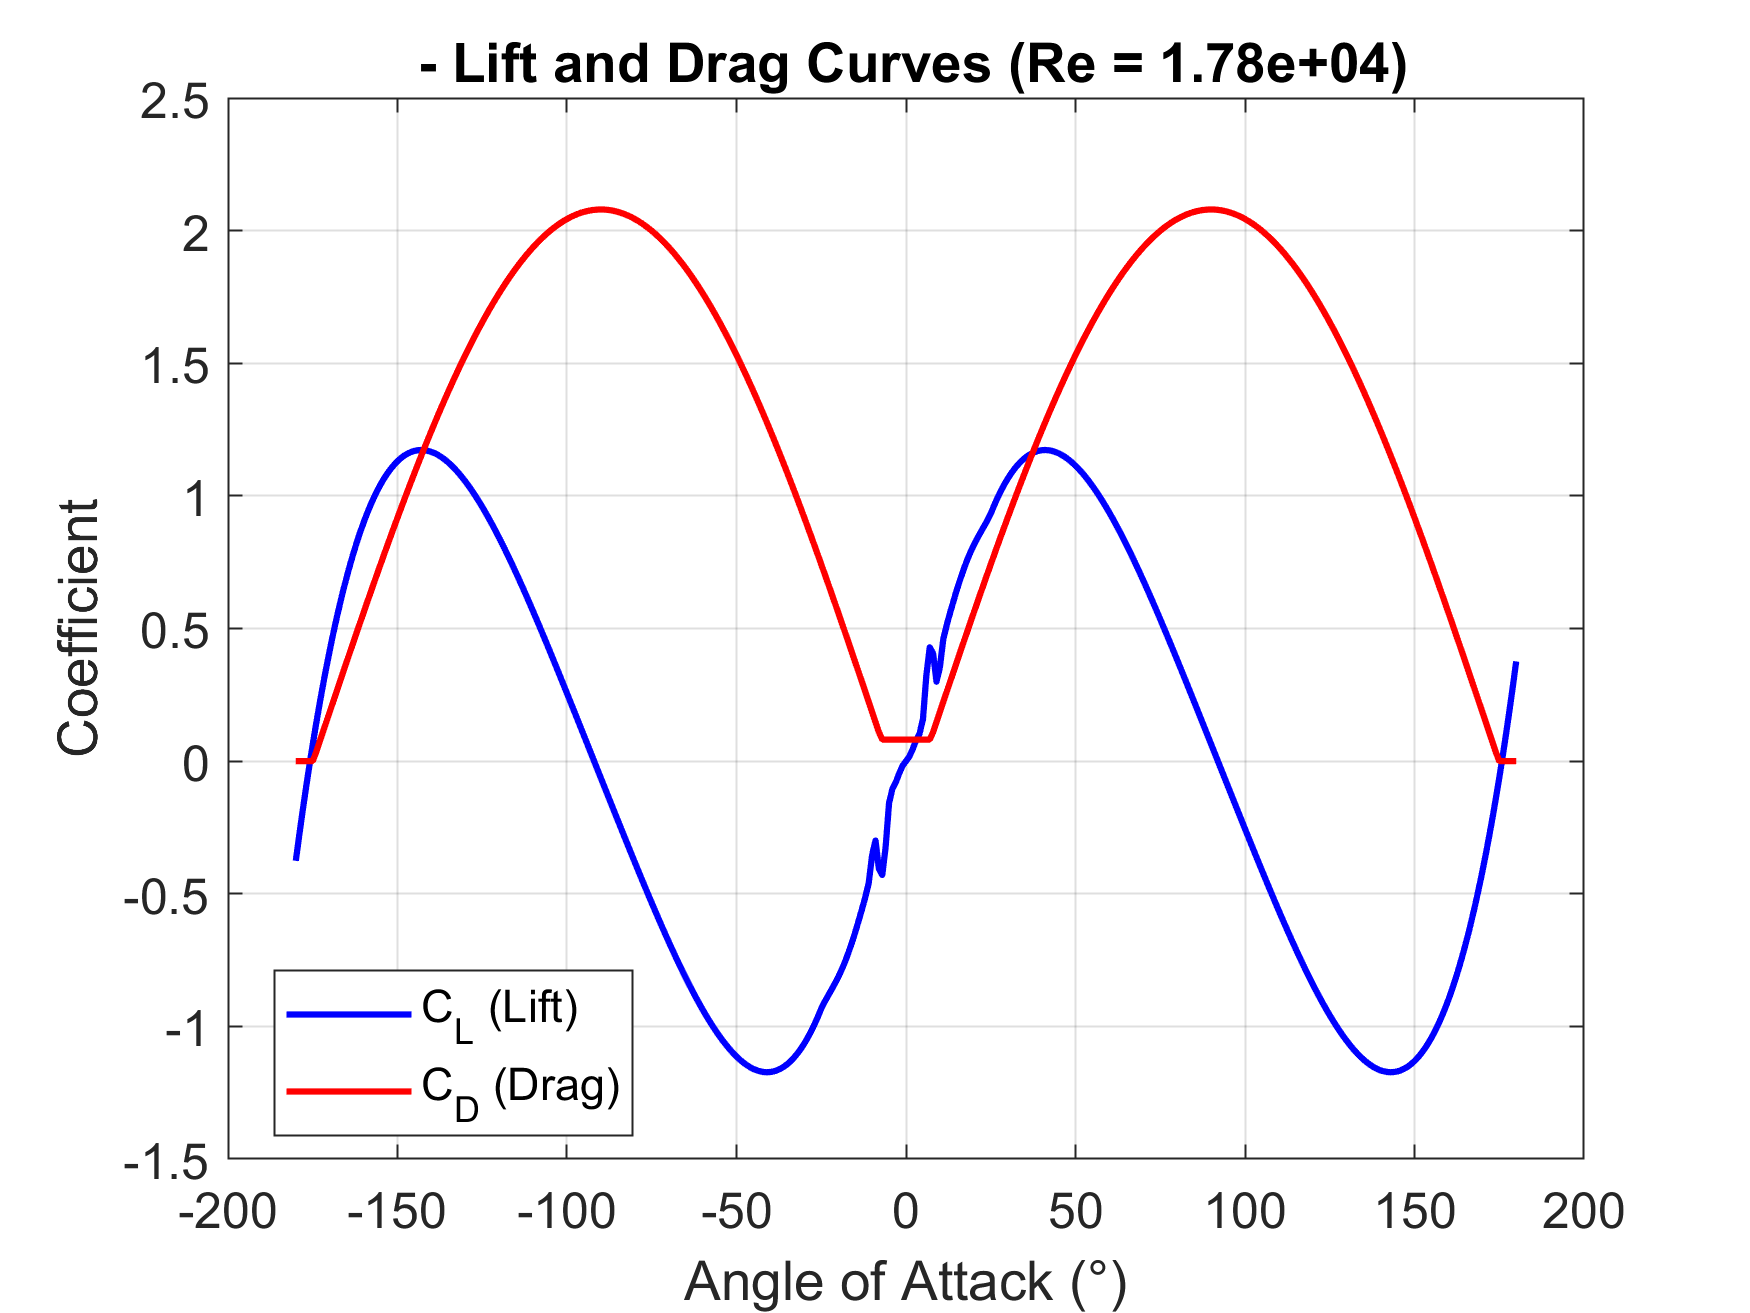 - Lift and Drag Curves (Re = 1.78e+04)
2.5
2
1.5
1
0.5
0
-0.5
-1
-1.5
Coefficient
C_L (Lift)
C_D (Drag)
-200 -150 -100 -50 0 50 100 150 200
Angle of Attack (°)